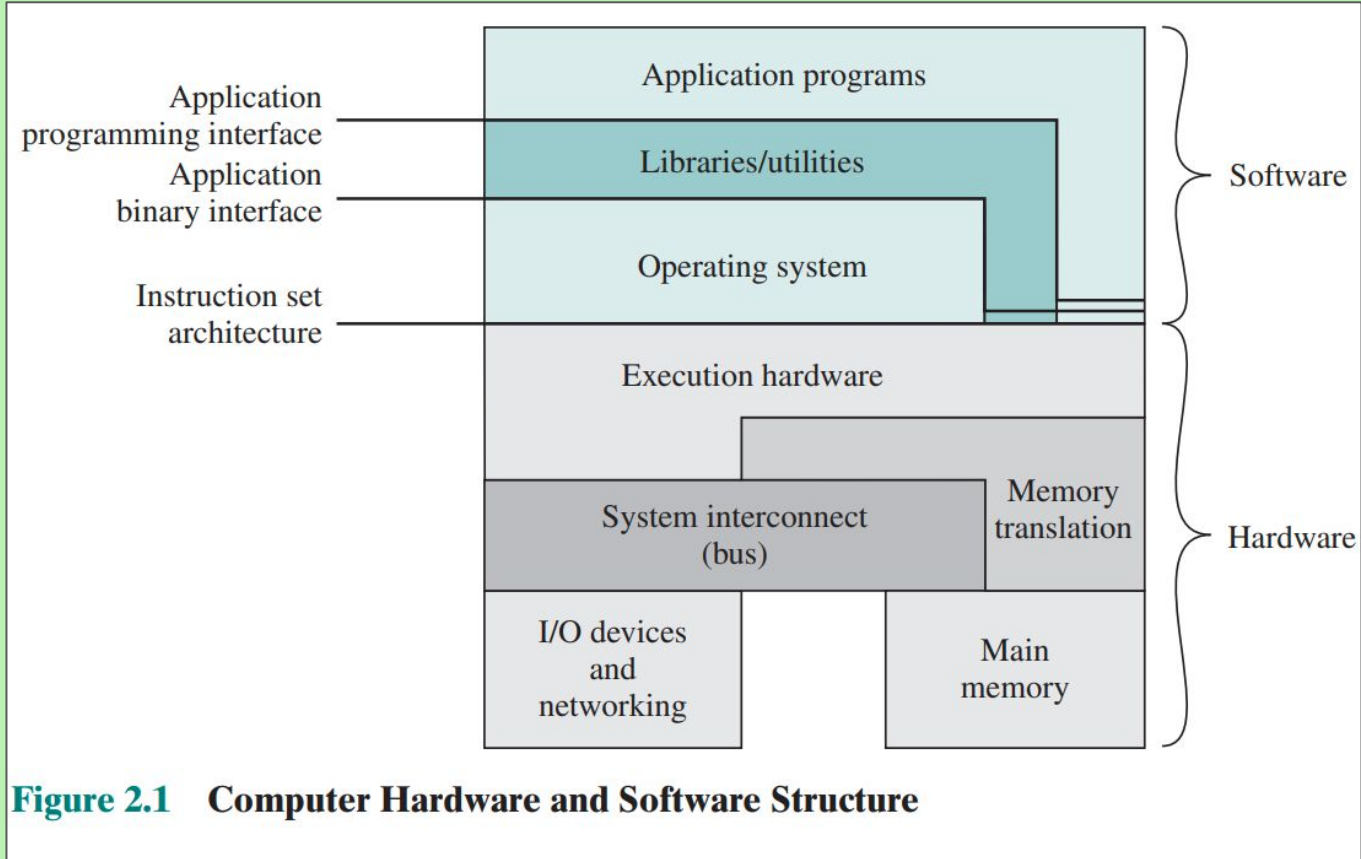 Application programs
Application
programming interface
Libraries/utilities
Application
binary interface
Software
Operating system
Instruction set
architecture
Execution hardware
Memory
translation
System interconnect
(bus)
Hardware
I/O devices
and
networking
Main
memory
Figure 2.1 Computer Hardware and Software Structure